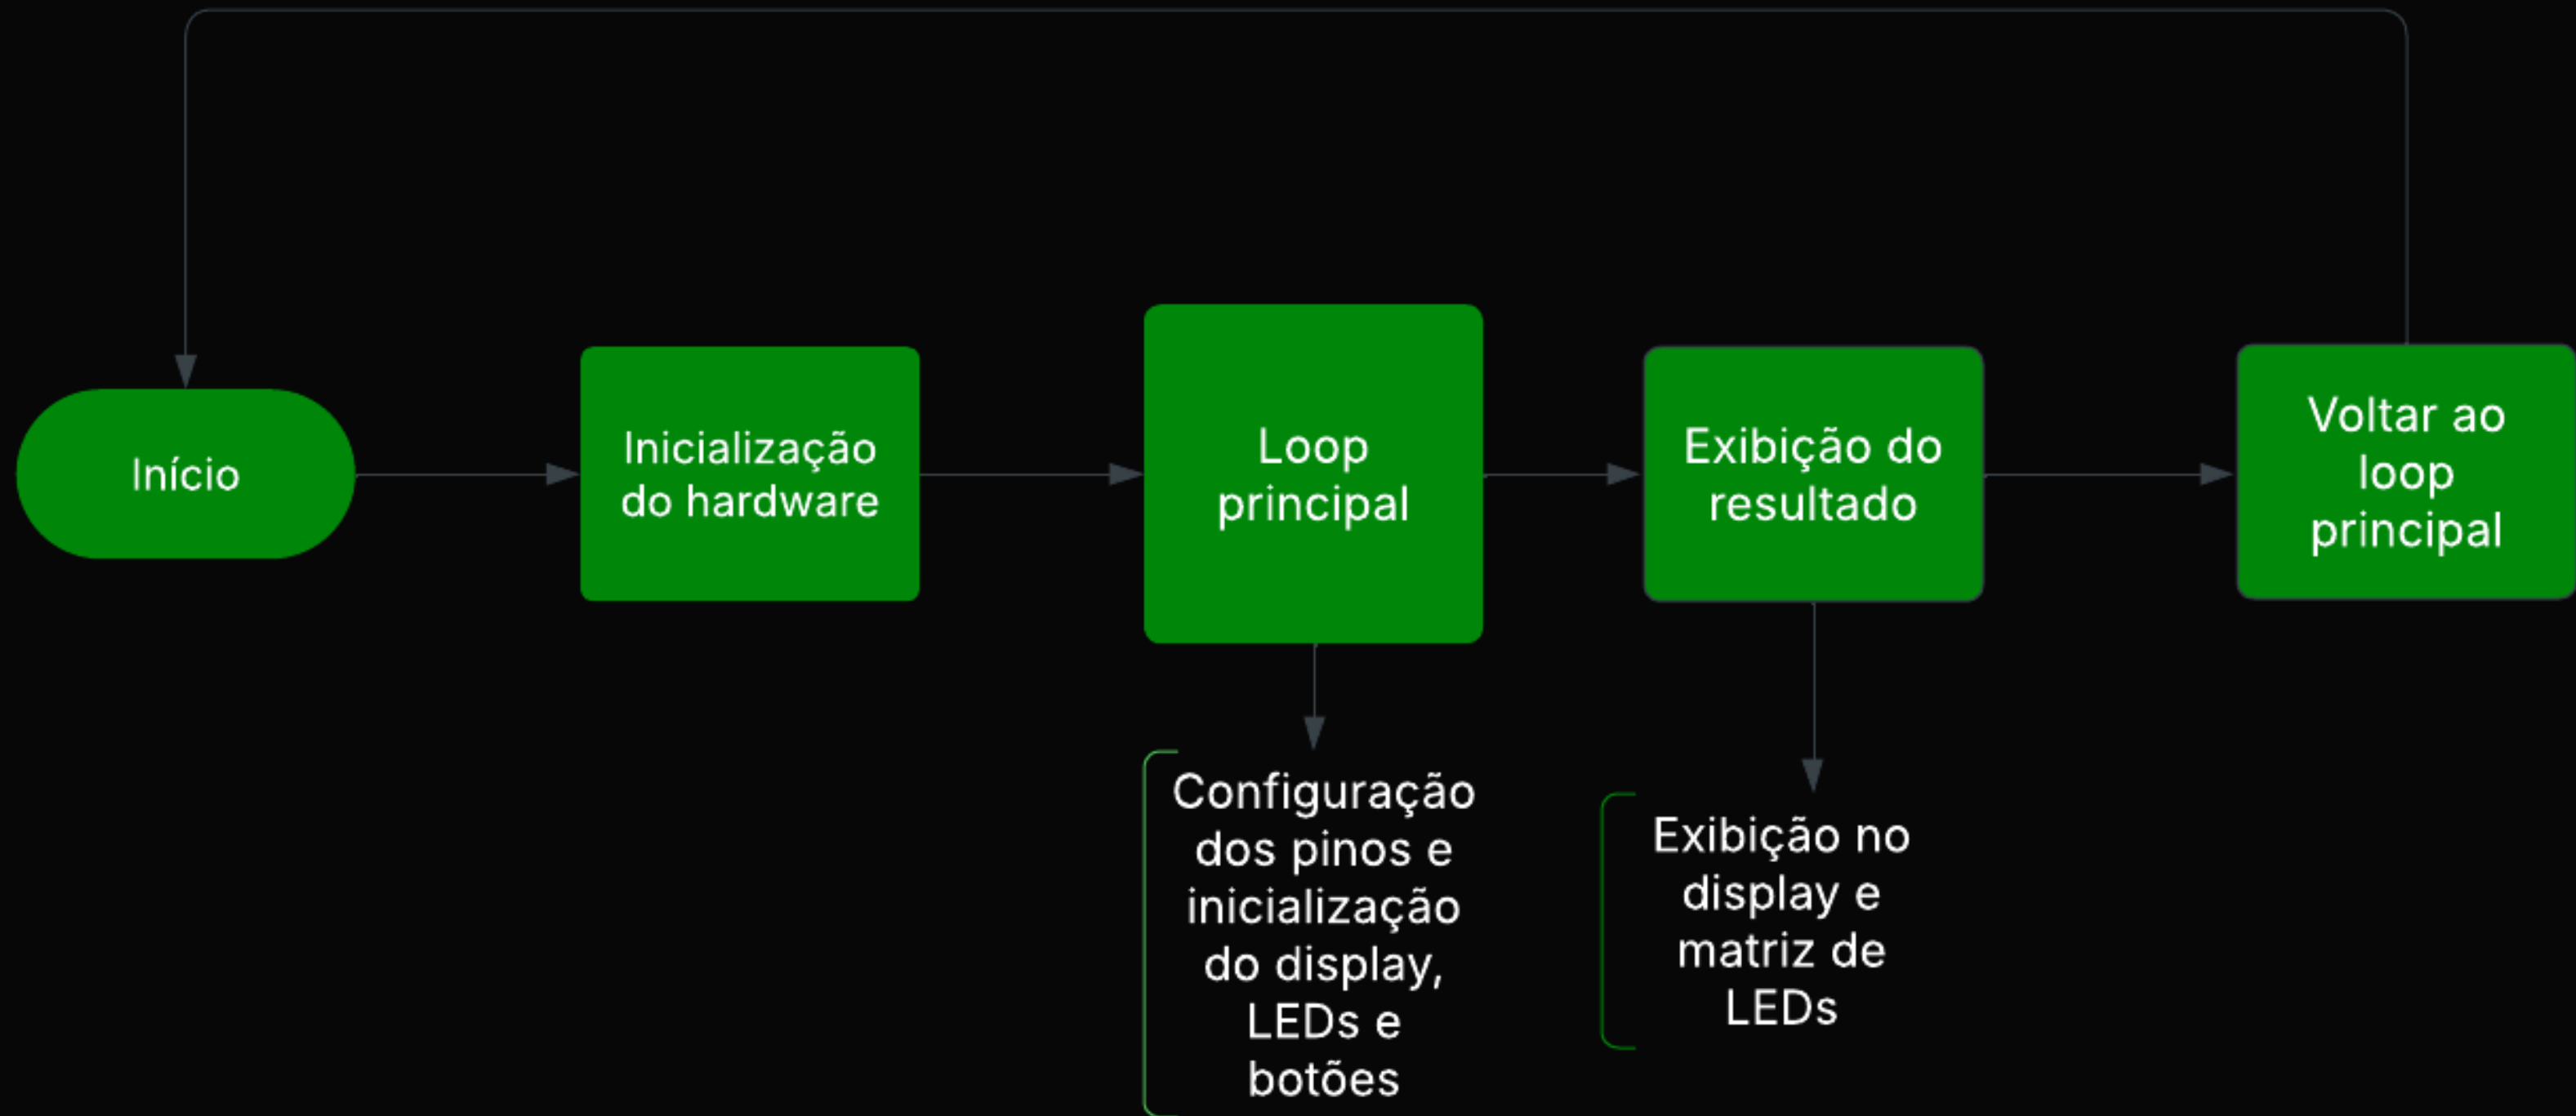 Início
Inicialização
do hardware
Loop
principal
Exibição do
resultado
Voltar ao
loop
principal
Configuração
dos pinos e
inicialização
do display,
LEDs e
botões
Exibição no
display e
matriz de
LEDs